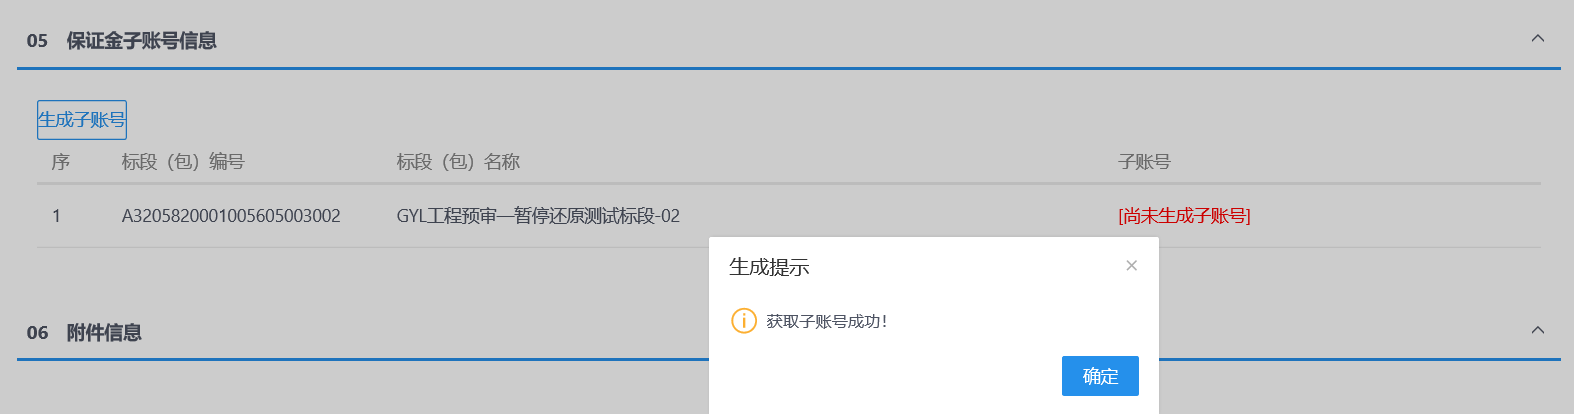 05 保证金子账号信息
生成子账号
序 标段（包）编号 标段（包）名称 子账号
1 A3205820001005605003002 GYL工程预审—暂停还原测试标段-02 [尚未生成子账号]
生成提示
获取子账号成功！
确定
06 附件信息